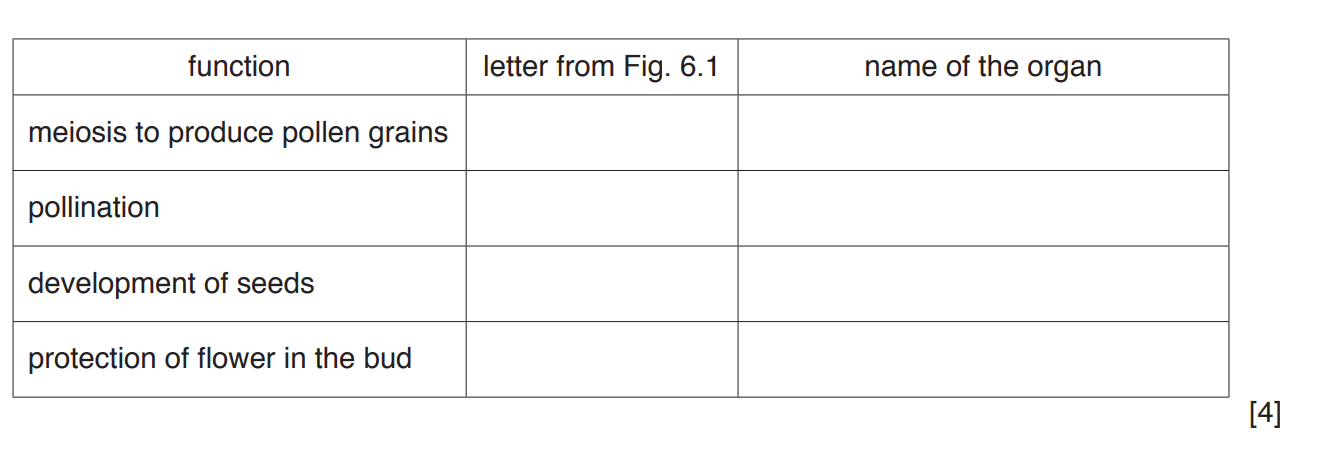 function letter from Fig. 6.1 name of the organ
meiosis to produce pollen grains
pollination
development of seeds
protection of flower in the bud
[4]